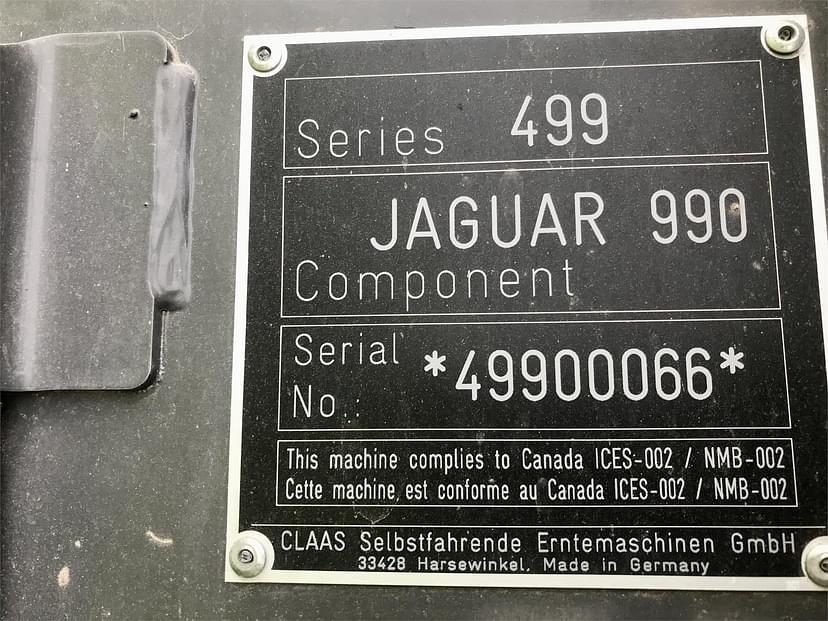 Series 499
JAGUAR 990
Component
Serial
No.: *49900066*
This machine complies to Canada ICES-002 / NMB-002
Cette machine est conforme au Canada ICES-002 / NMB-002
CLAAS Selbstfahrende Erntemaschinen GmbH
33428 Harsewinkel, Made in Germany